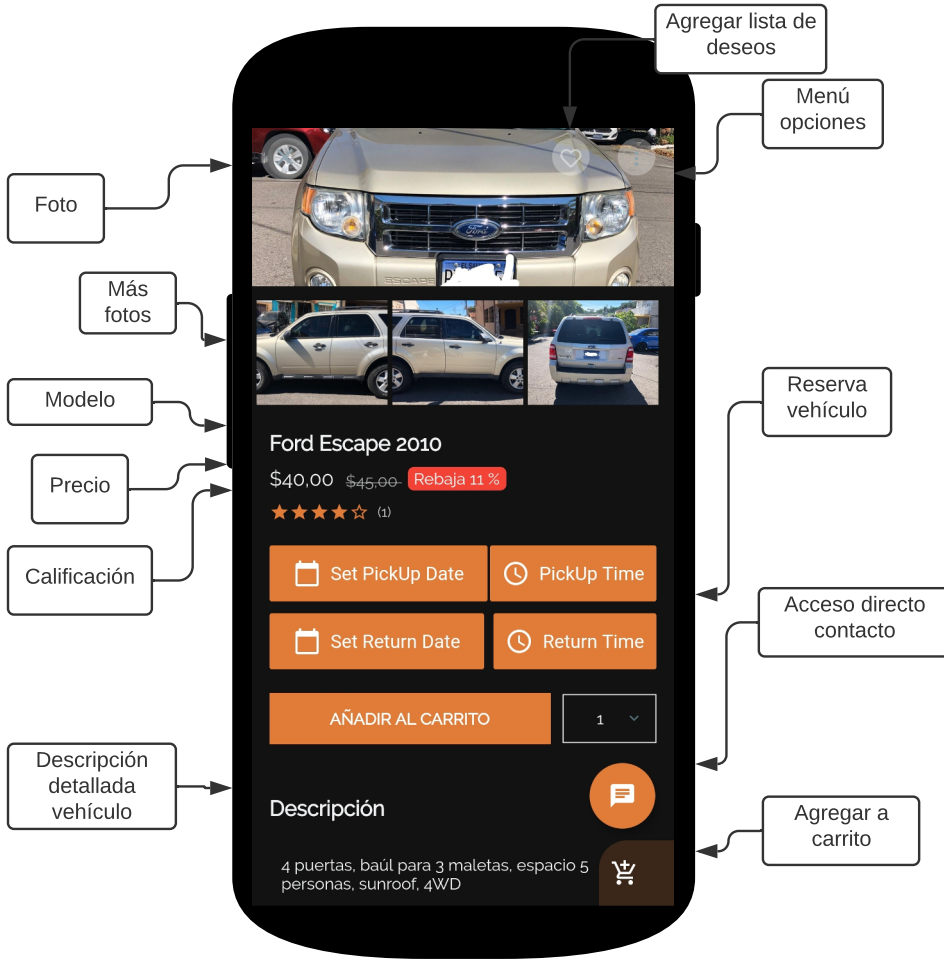 Agregar lista de
deseos
Menú
opciones
Foto
Más
fotos
Modelo
Precio
Calificación
Descripción
detallada
vehículo
Reserva
vehículo
Acceso directo
contacto
Agregar a
carrito
Ford
ESCAPE
Ford Escape 2010
$40,00 $45,00 Rebaja 11 %
(1)
Set PickUp Date PickUp Time
Set Return Date Return Time
AÑADIR AL CARRITO 1
Descripción
4 puertas, baúl para 3 maletas, espacio 5
personas, sunroof, 4WD